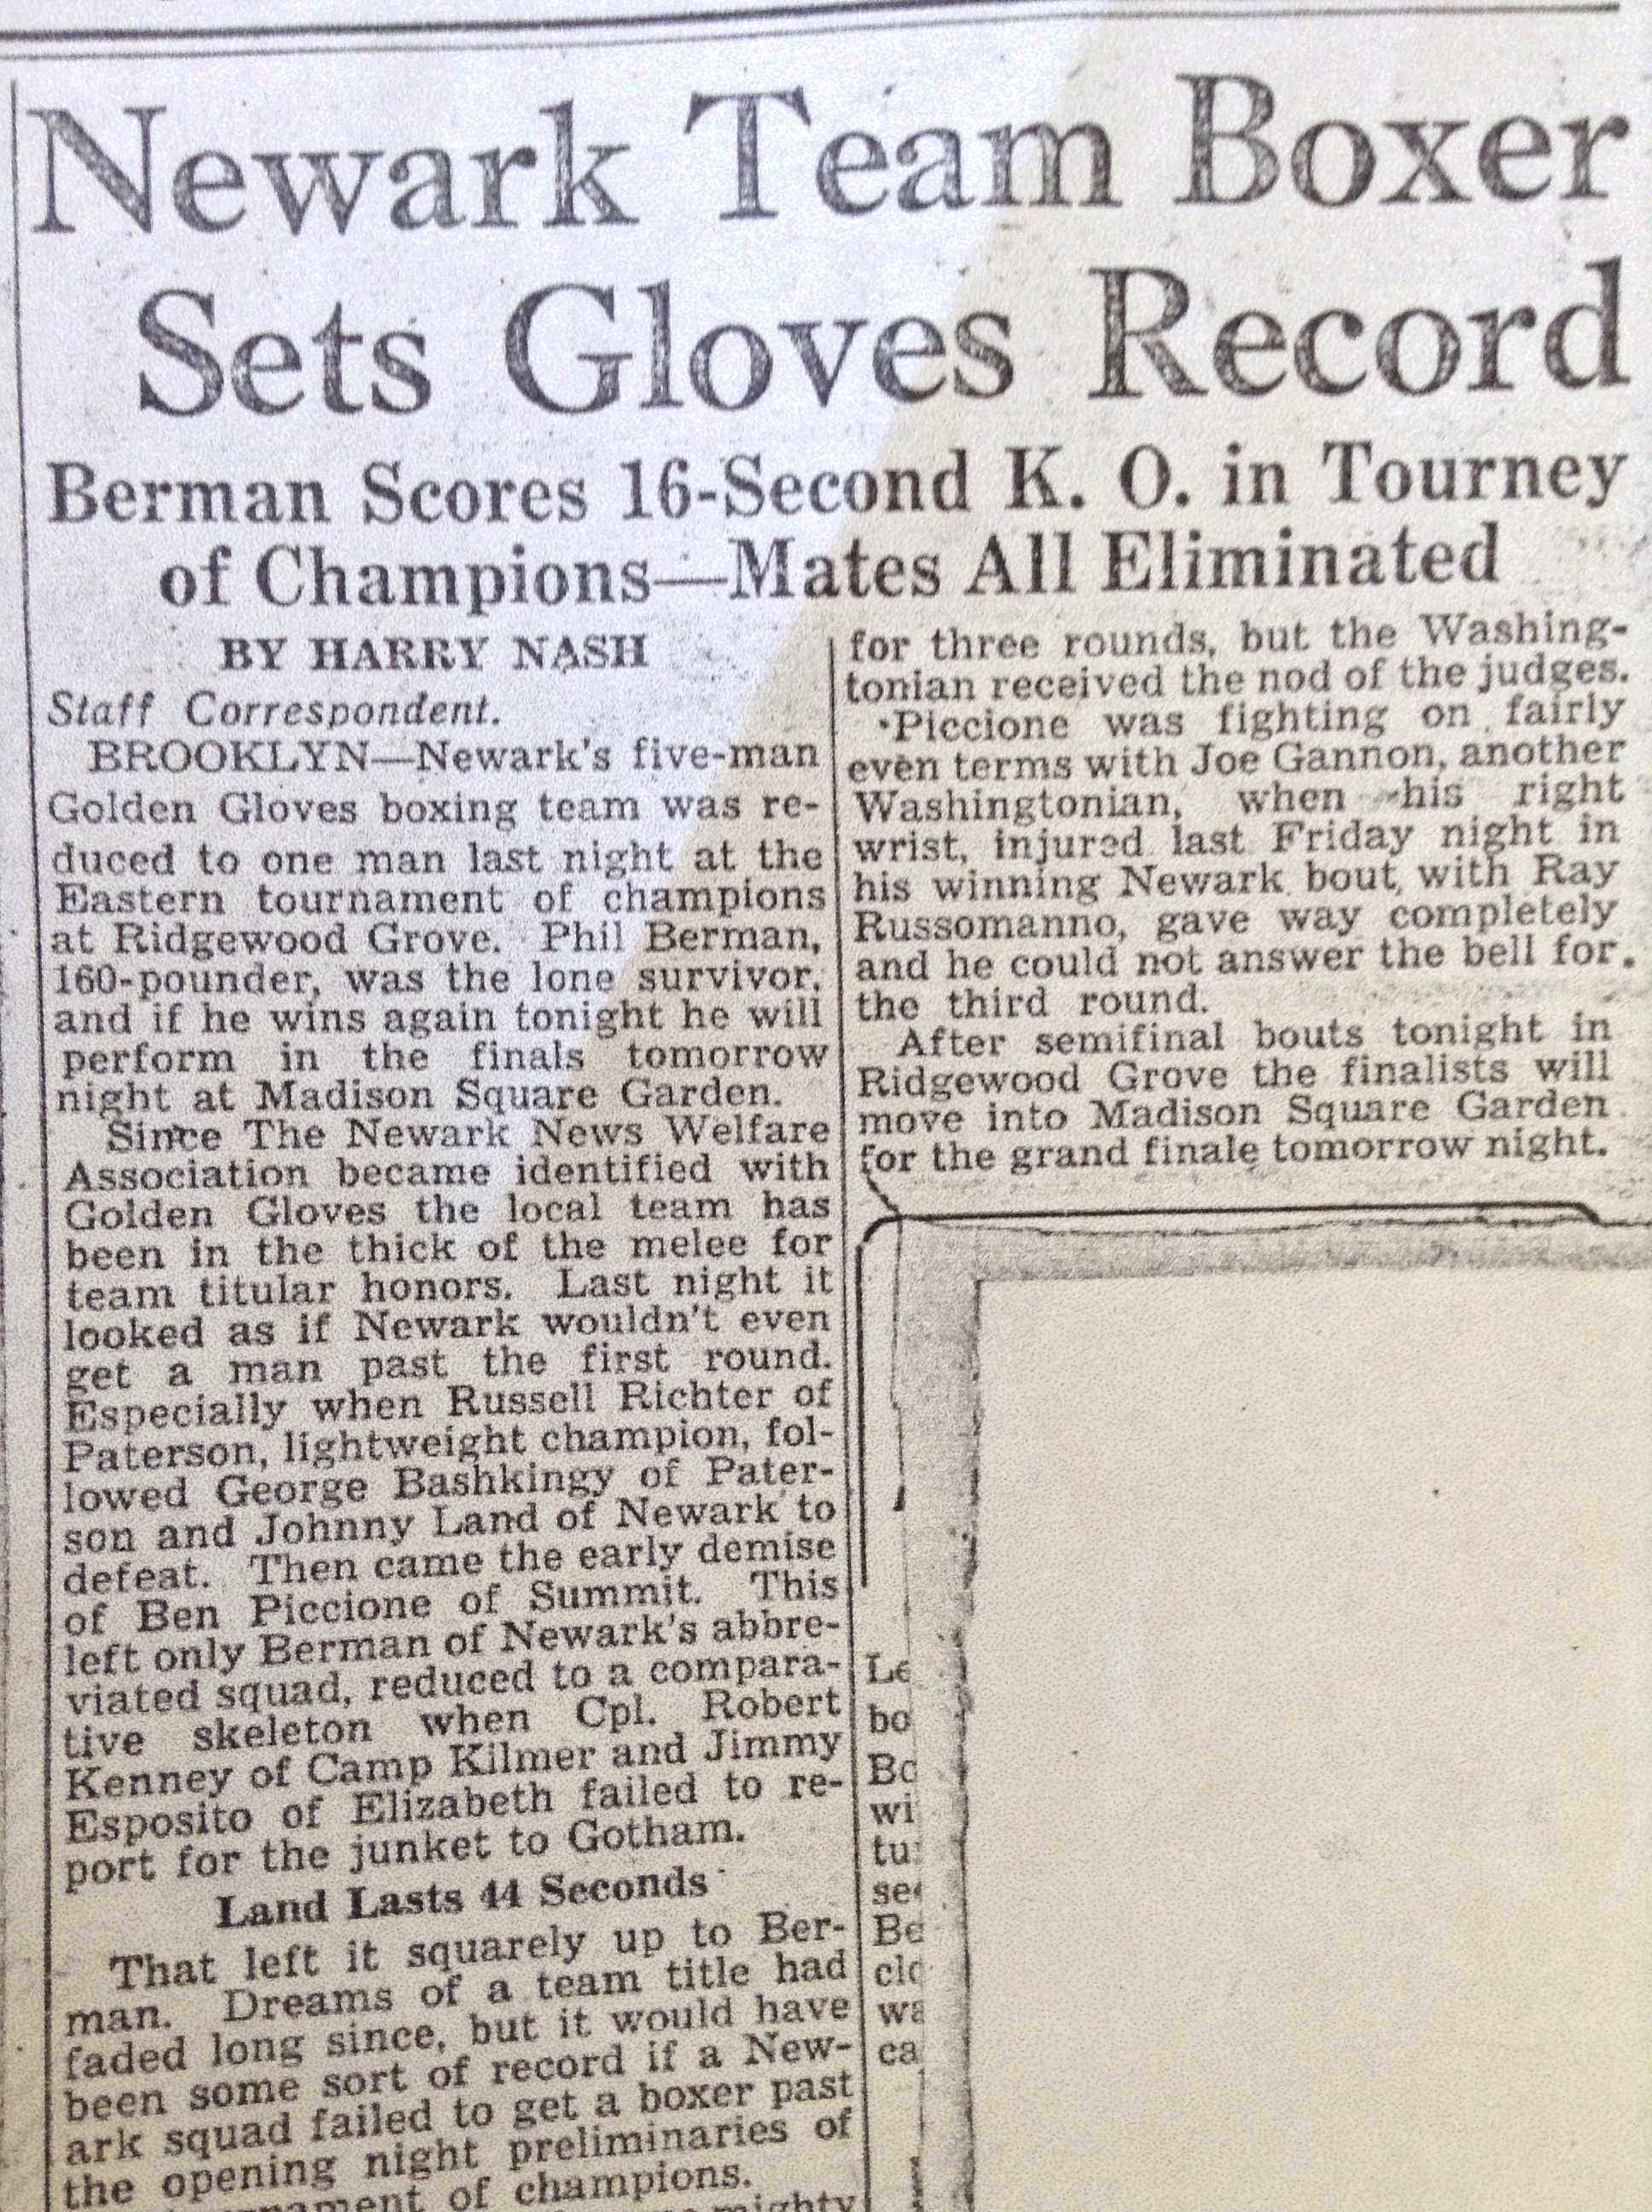 Newark Team Boxer
Sets Gloves Record
Berman Scores 16-Second K. O. in Tourney
of Champions—Mates All Eliminated
BY HARRY NASH
Staff Correspondent.
BROOKLYN—Newark's five-man
Golden Gloves boxing team was re-
duced to one man last night at the
Eastern tournament of champions
at Ridgewood Grove. Phil Berman,
160-pounder, was the lone survivor,
and if he wins again tonight he will
perform in the finals tomorrow
night at Madison Square Garden.
Since The Newark News Welfare
Association became identified with
Golden Gloves the local team has
been in the thick of the melee for
team titular honors. Last night it
looked as if Newark wouldn't even
get a man past the first round.
Especially when Russell Richter of
Paterson, lightweight champion, fol-
lowed George Bashkingy of Pater-
son and Johnny Land of Newark to
defeat. Then came the early demise
of Ben Piccione of Summit. This
left only Berman of Newark's abbre-
viated squad, reduced to a compara-
tive skeleton when Cpl. Robert
Kenney of Camp Kilmer and Jimmy
Esposito of Elizabeth failed to re-
port for the junket to Gotham.
Land Lasts 44 Seconds
That left it squarely up to Ber-
man. Dreams of a team title had
faded long since, but it would have
been some sort of record if a New-
ark squad failed to get a boxer past
the opening night preliminaries of
of champions.
mighty
for three rounds, but the Washing-
tonian received the nod of the judges.
Piccione was fighting on fairly
even terms with Joe Gannon, another
Washingtonian, when his right
wrist, injured last Friday night in
his winning Newark bout with Ray
Russomanno, gave way completely
and he could not answer the bell for
the third round.
After semifinal bouts tonight in
Ridgewood Grove the finalists will
move into Madison Square Garden
for the grand finale tomorrow night.
Le
bo
wi
wa
ca